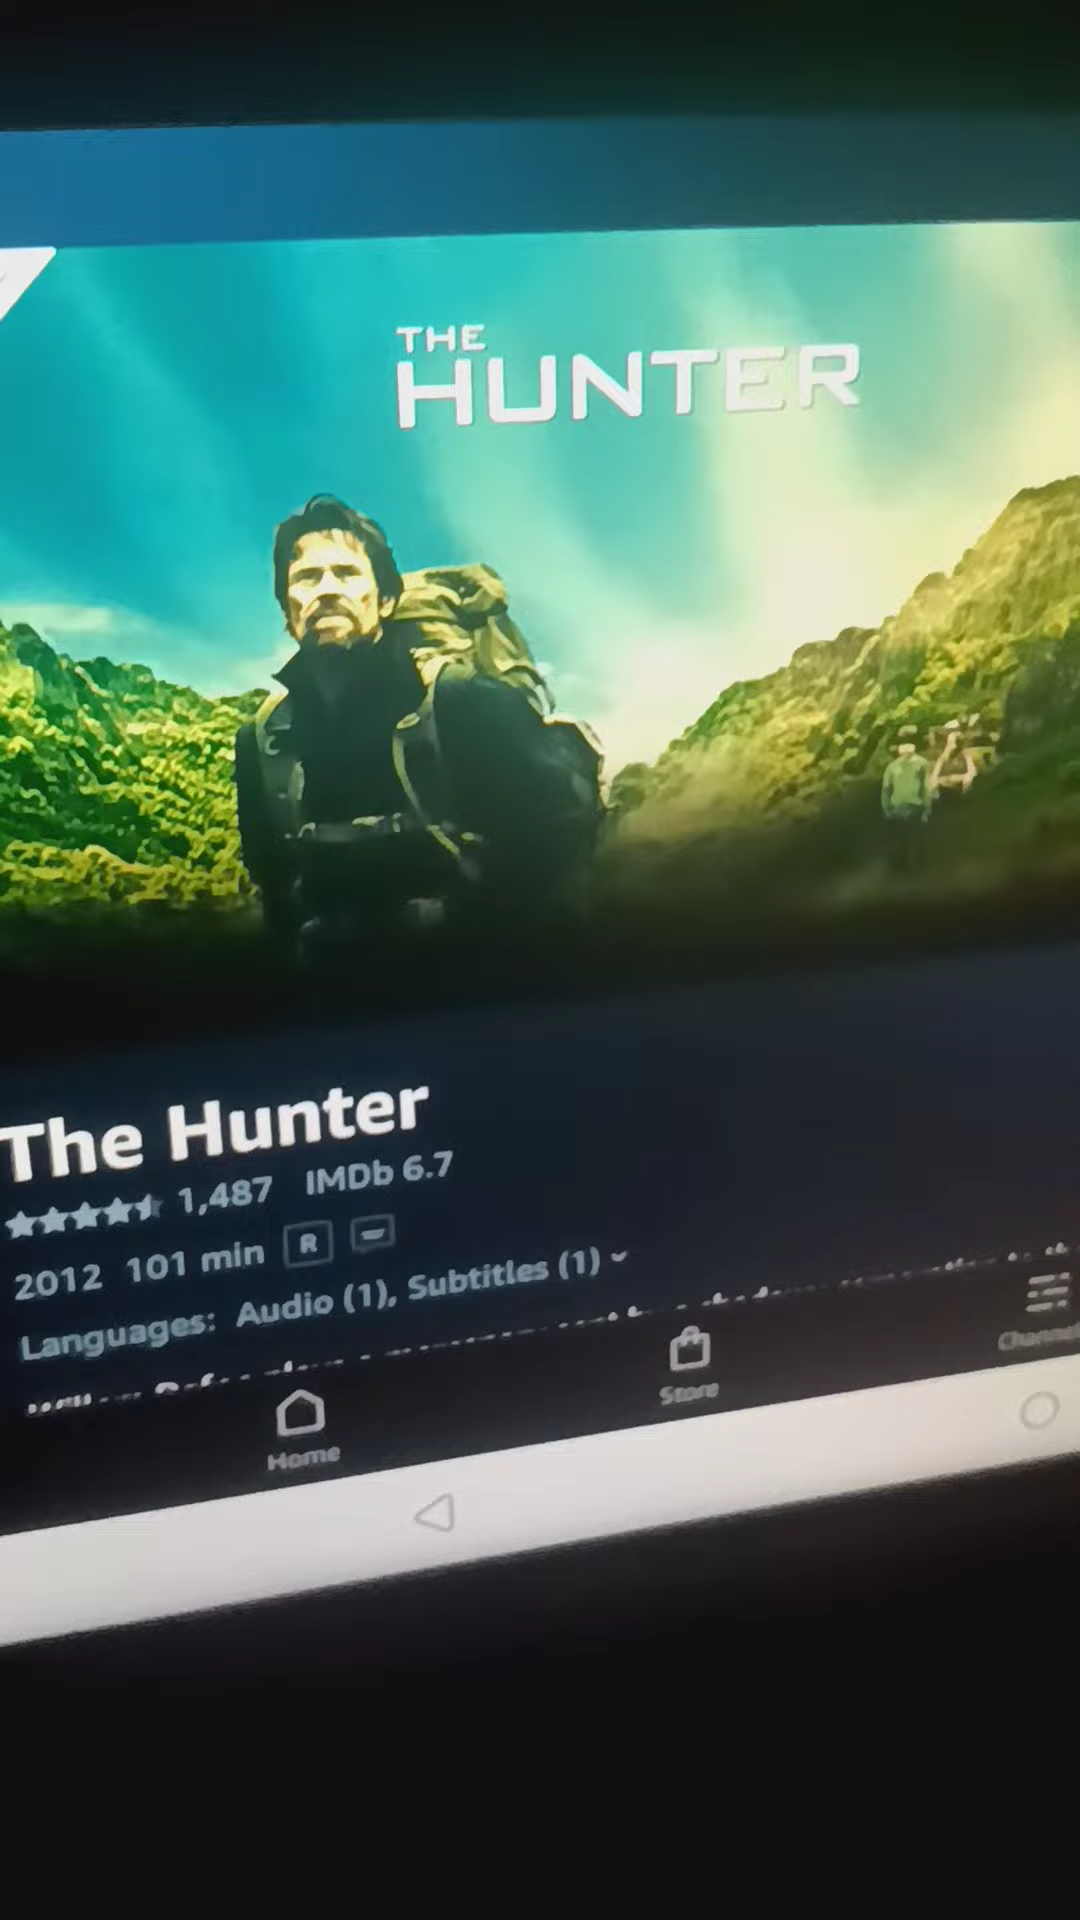 THE
HUNTER
The Hunter
1,487 IMDb 6.7
2012 101 min R
Languages: Audio (1), Subtitles (1)
Home
Store